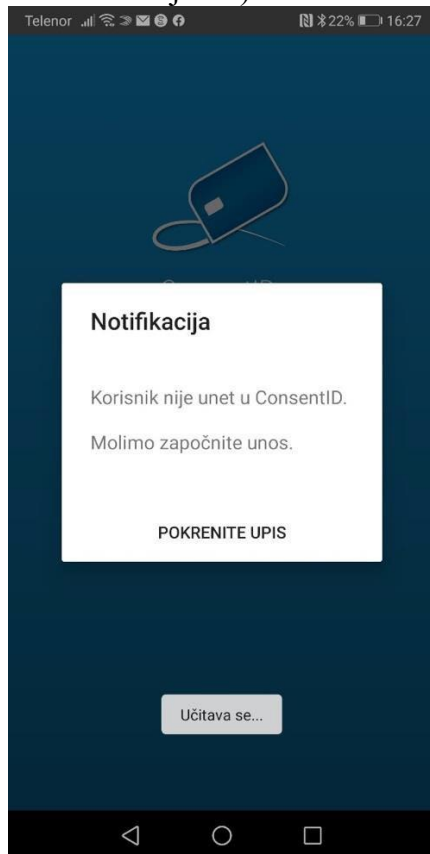 Telenor 22% 16:27
Notifikacija
Korisnik nije unet u ConsentID.
Molimo započnite unos.
POKRENITE UPIS
Učitava se...